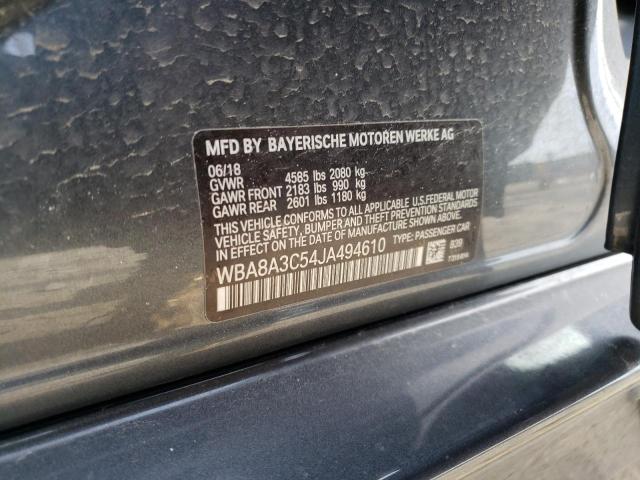 MFD BY BAYERISCHE MOTOREN WERKE AG
06/18
GVWR 4585 lbs 2080 kg
GAWR FRONT 2183 lbs 990 kg
GAWR REAR 2601 lbs 1180 kg
THIS VEHICLE CONFORMS TO ALL APPLICABLE U.S.FEDERAL MOTOR
VEHICLE SAFETY, BUMPER AND THEFT PREVENTION STANDARDS
IN EFFECT ON THE DATE OF MANUFACTURE SHOWN ABOVE.
WBA8A3C54JA494610 TYPE: PASSENGER CAR
B39